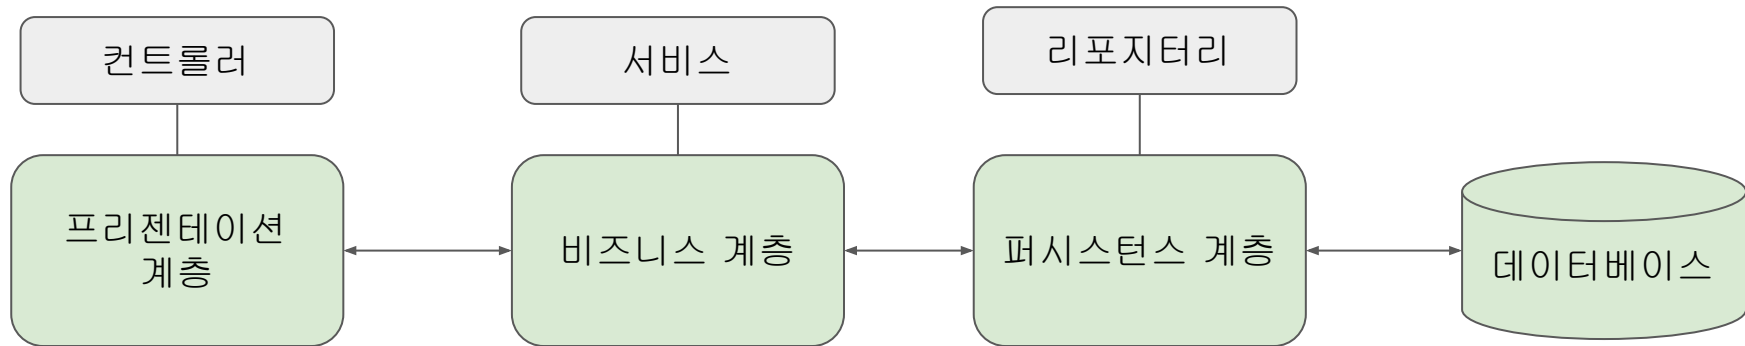 컨트롤러
서비스
리포지터리
프리젠테이션
계층
비즈니스 계층
퍼시스턴스 계층
데이터베이스